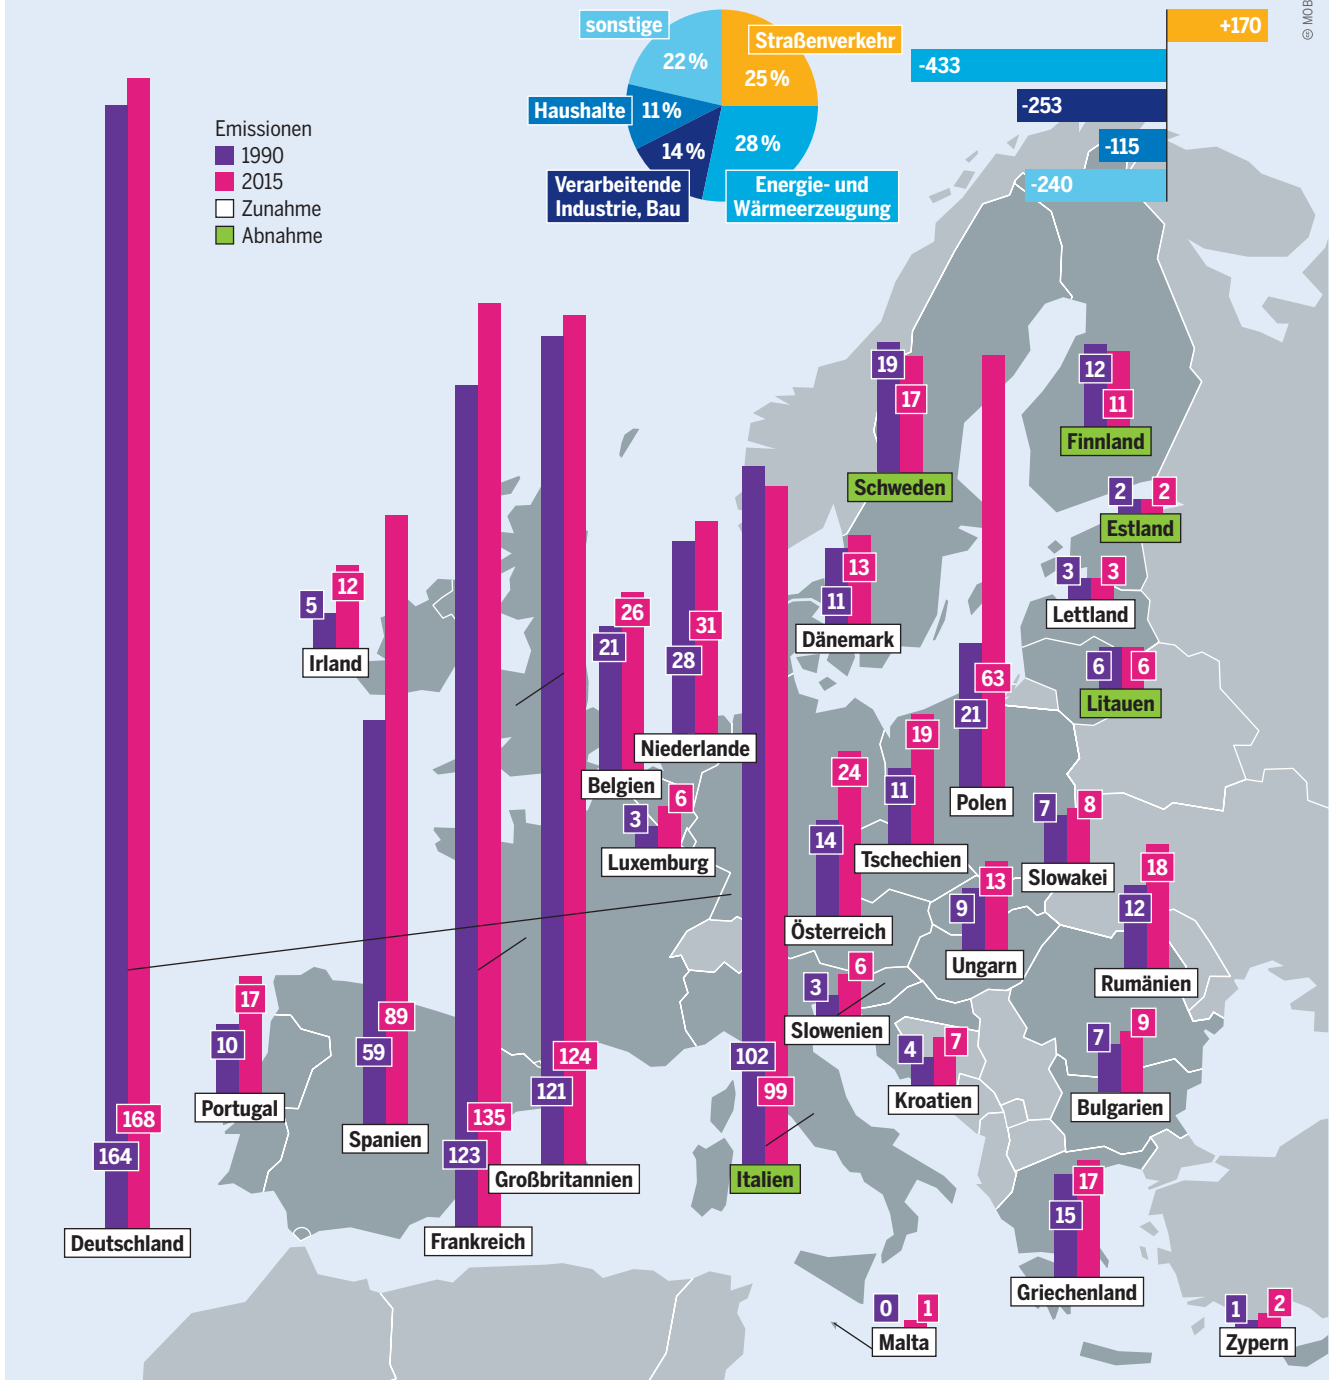 sonstige
22 %
Straßenverkehr
25 %
Haushalte
11 %
14 %
28 %
Verarbeitende
Industrie, Bau
Energie- und
Wärmeerzeugung
+170
-433
-253
-115
-240
© MOB
Emissionen
1990
2015
Zunahme
Abnahme
19
17
Schweden
12
11
Finnland
2
2
Estland
3
3
Lettland
6
6
Litauen
11
13
Dänemark
5
12
Irland
21
26
Belgien
28
31
Niederlande
3
6
Luxemburg
21
63
Polen
11
19
Tschechien
14
24
Österreich
7
8
Slowakei
9
13
Ungarn
12
18
Rumänien
3
6
Slowenien
4
7
Kroatien
7
9
Bulgarien
10
17
Portugal
59
89
Spanien
164
168
Deutschland
123
135
Frankreich
121
124
Großbritannien
102
99
Italien
15
17
Griechenland
0
1
Malta
1
2
Zypern